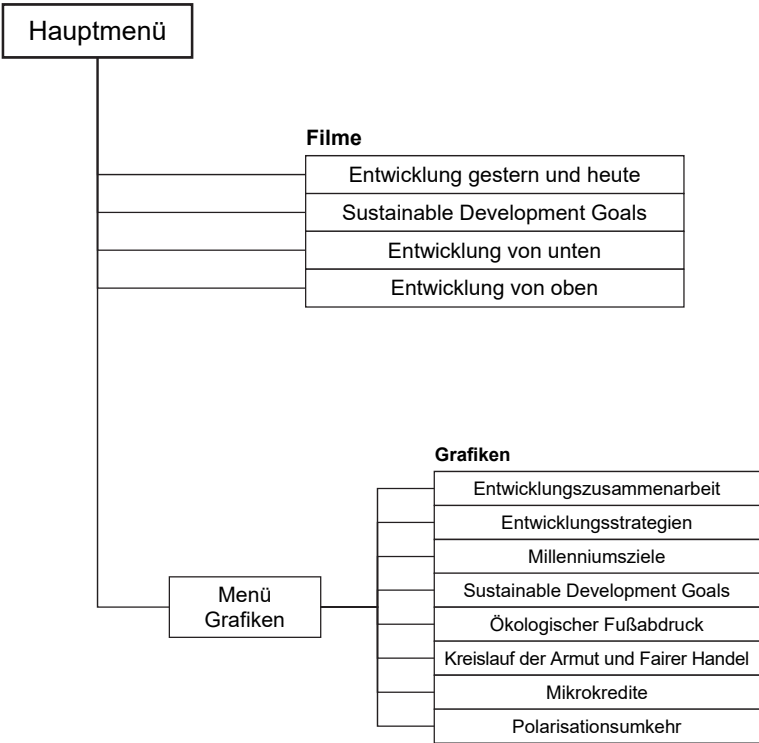 Hauptmenü
Filme
Entwicklung gestern und heute
Sustainable Development Goals
Entwicklung von unten
Entwicklung von oben
Grafiken
Entwicklungszusammenarbeit
Entwicklungsstrategien
Millenniumsziele
Menü
Grafiken
Sustainable Development Goals
Ökologischer Fußabdruck
Kreislauf der Armut und Fairer Handel
Mikrokredite
Polarisationsumkehr